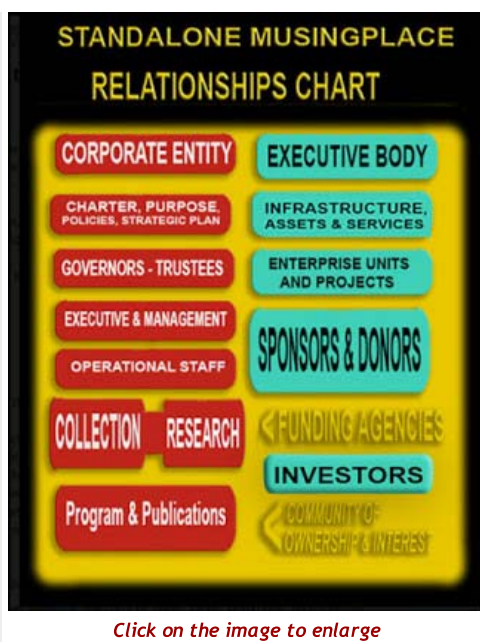 STANDALONE MUSINGPLACE
RELATIONSHIPS CHART
CORPORATE ENTITY
CHARTER, PURPOSE,
POLICIES, STRATEGIC PLAN
GOVERNORS - TRUSTEES
EXECUTIVE & MANAGEMENT
OPERATIONAL STAFF
COLLECTION RESEARCH
Program & Publications
EXECUTIVE BODY
INFRASTRUCTURE,
ASSETS & SERVICES
ENTERPRISE UNITS
AND PROJECTS
SPONSORS & DONORS
< FUNDING AGENCIES
INVESTORS
< COMMUNITY OF
OWNERSHIP & INTEREST
Click on the image to enlarge